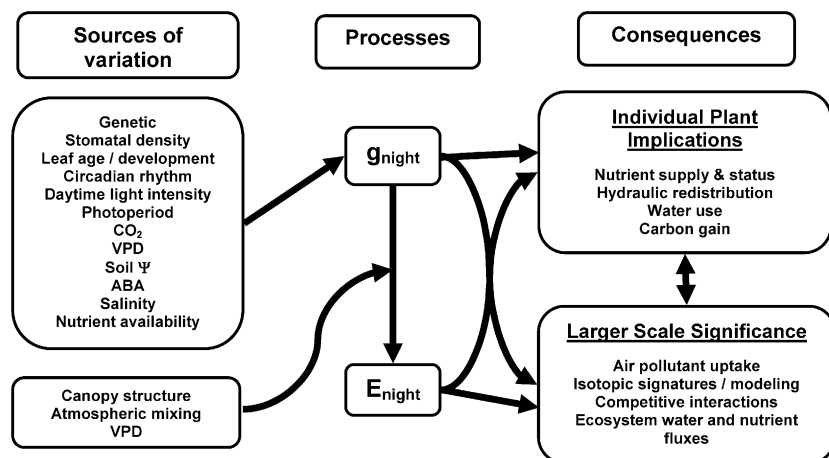 Sources of
variation
Processes
Consequences
Genetic
Stomatal density
Leaf age / development
Circadian rhythm
Daytime light intensity
Photoperiod
CO₂
VPD
Soil Ψ
ABA
Salinity
Nutrient availability
Canopy structure
Atmospheric mixing
VPD
gnight
Enight
Individual Plant
Implications
Nutrient supply & status
Hydraulic redistribution
Water use
Carbon gain
Larger Scale Significance
Air pollutant uptake
Isotopic signatures / modeling
Competitive interactions
Ecosystem water and nutrient
fluxes